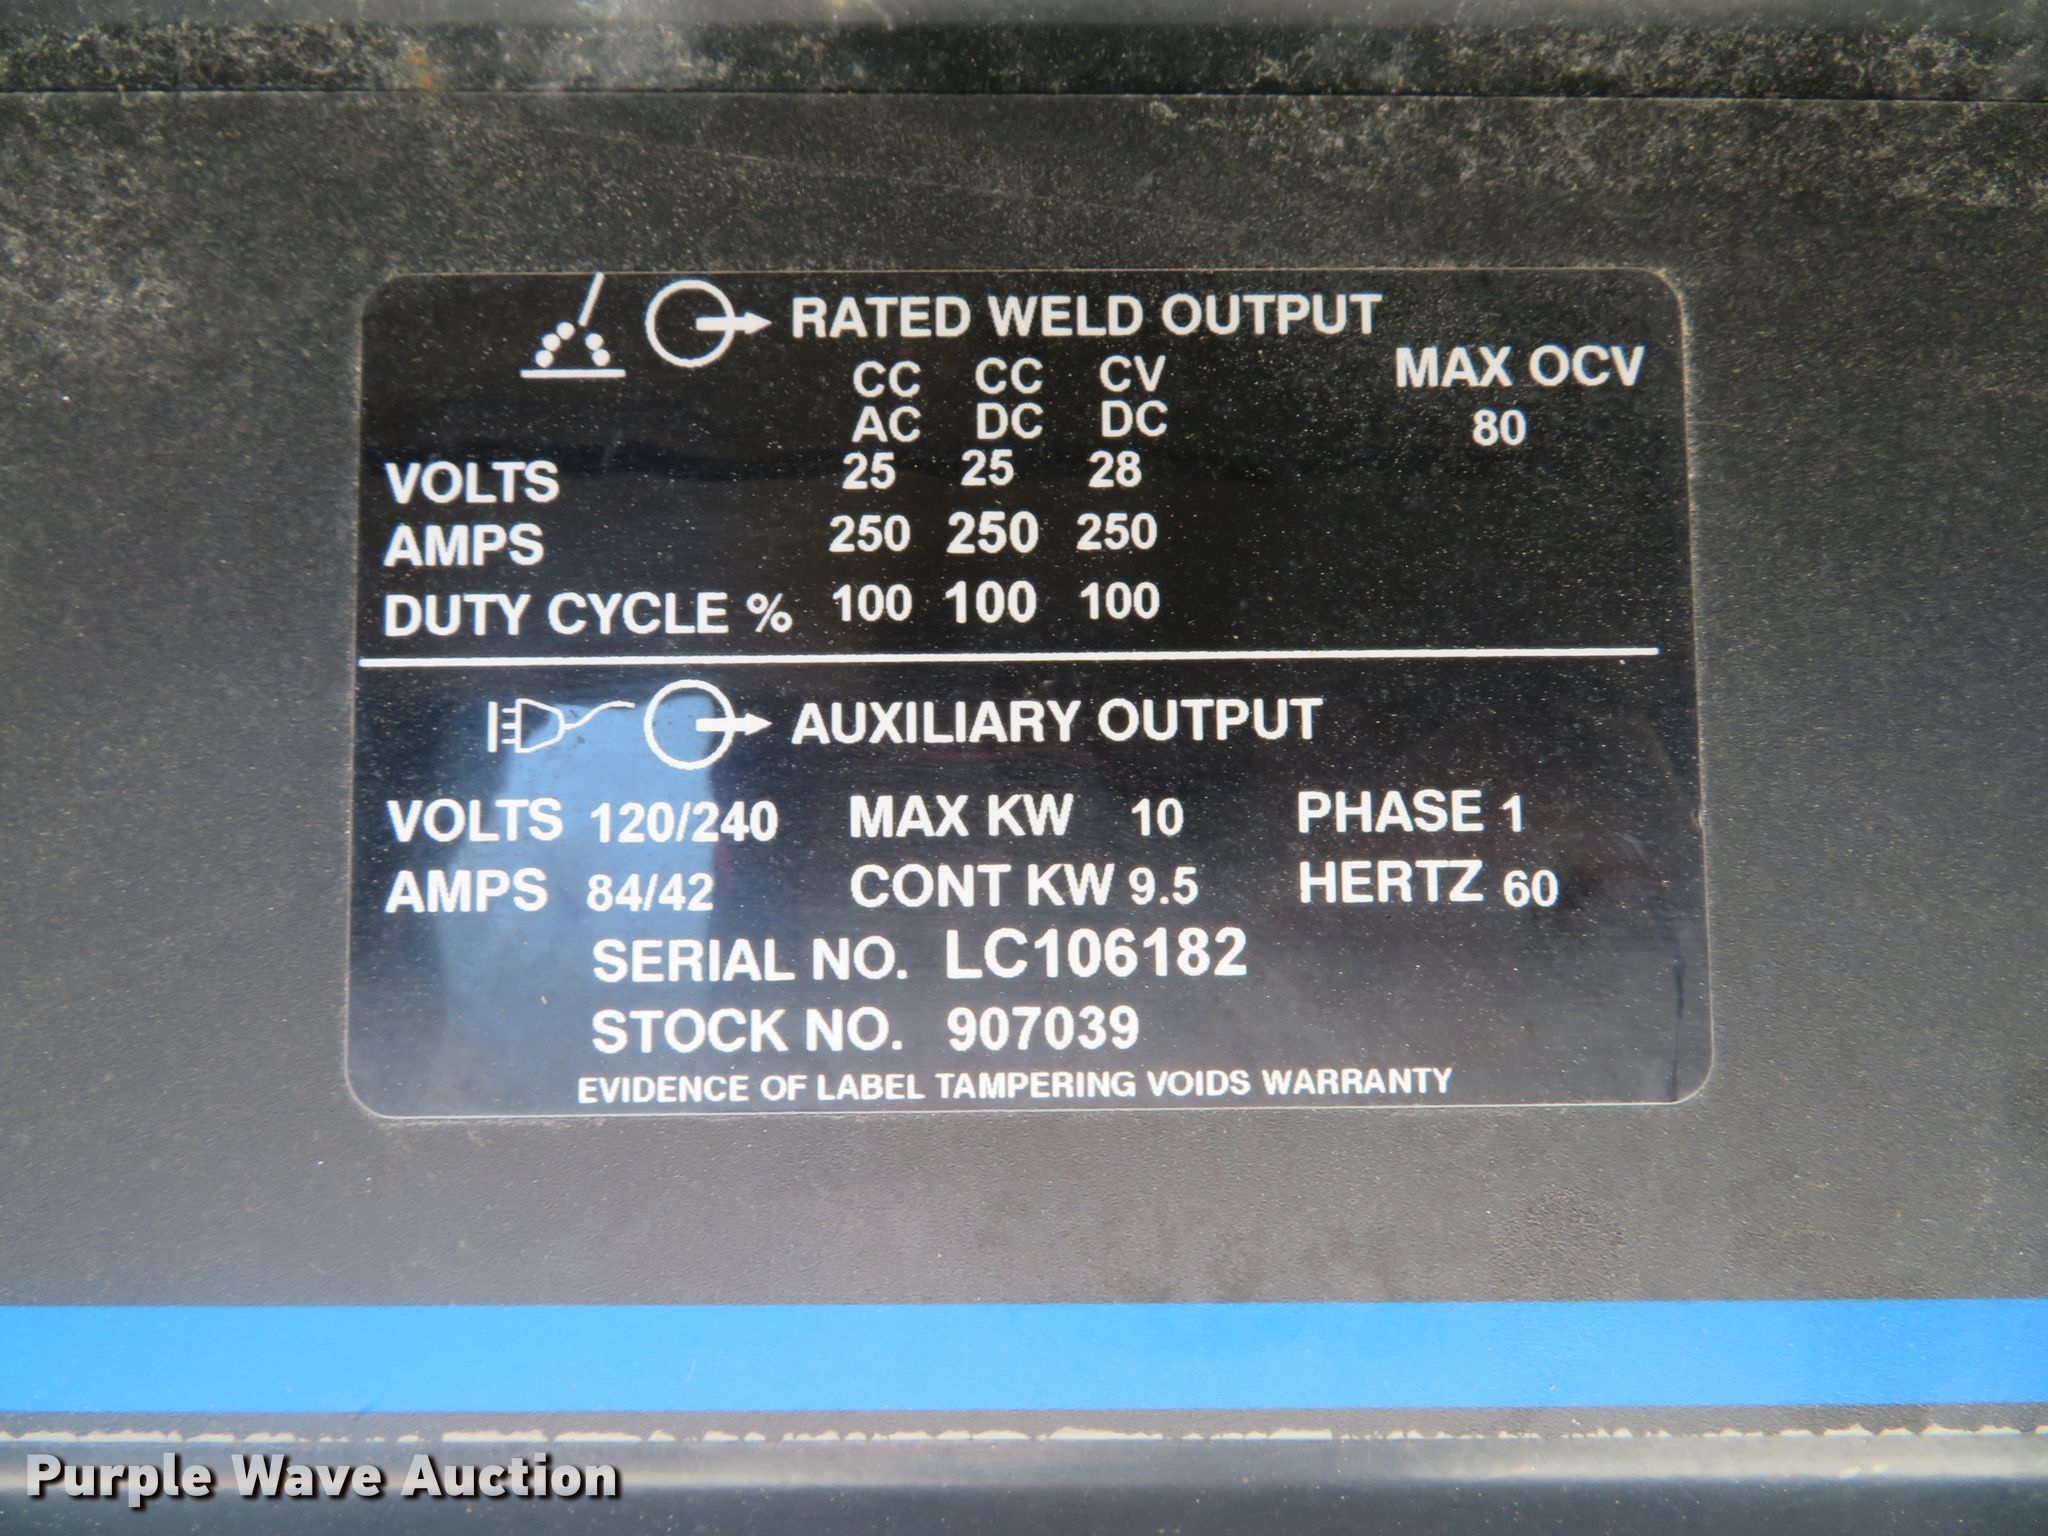 RATED WELD OUTPUT
MAX OCV
80
CC CC CV
AC DC DC
VOLTS 25 25 28
AMPS 250 250 250
DUTY CYCLE % 100 100 100
AUXILIARY OUTPUT
VOLTS 120/240 MAX KW 10 PHASE 1
AMPS 84/42 CONT KW 9.5 HERTZ 60
SERIAL NO. LC106182
STOCK NO. 907039
EVIDENCE OF LABEL TAMPERING VOIDS WARRANTY
Purple Wave Auction